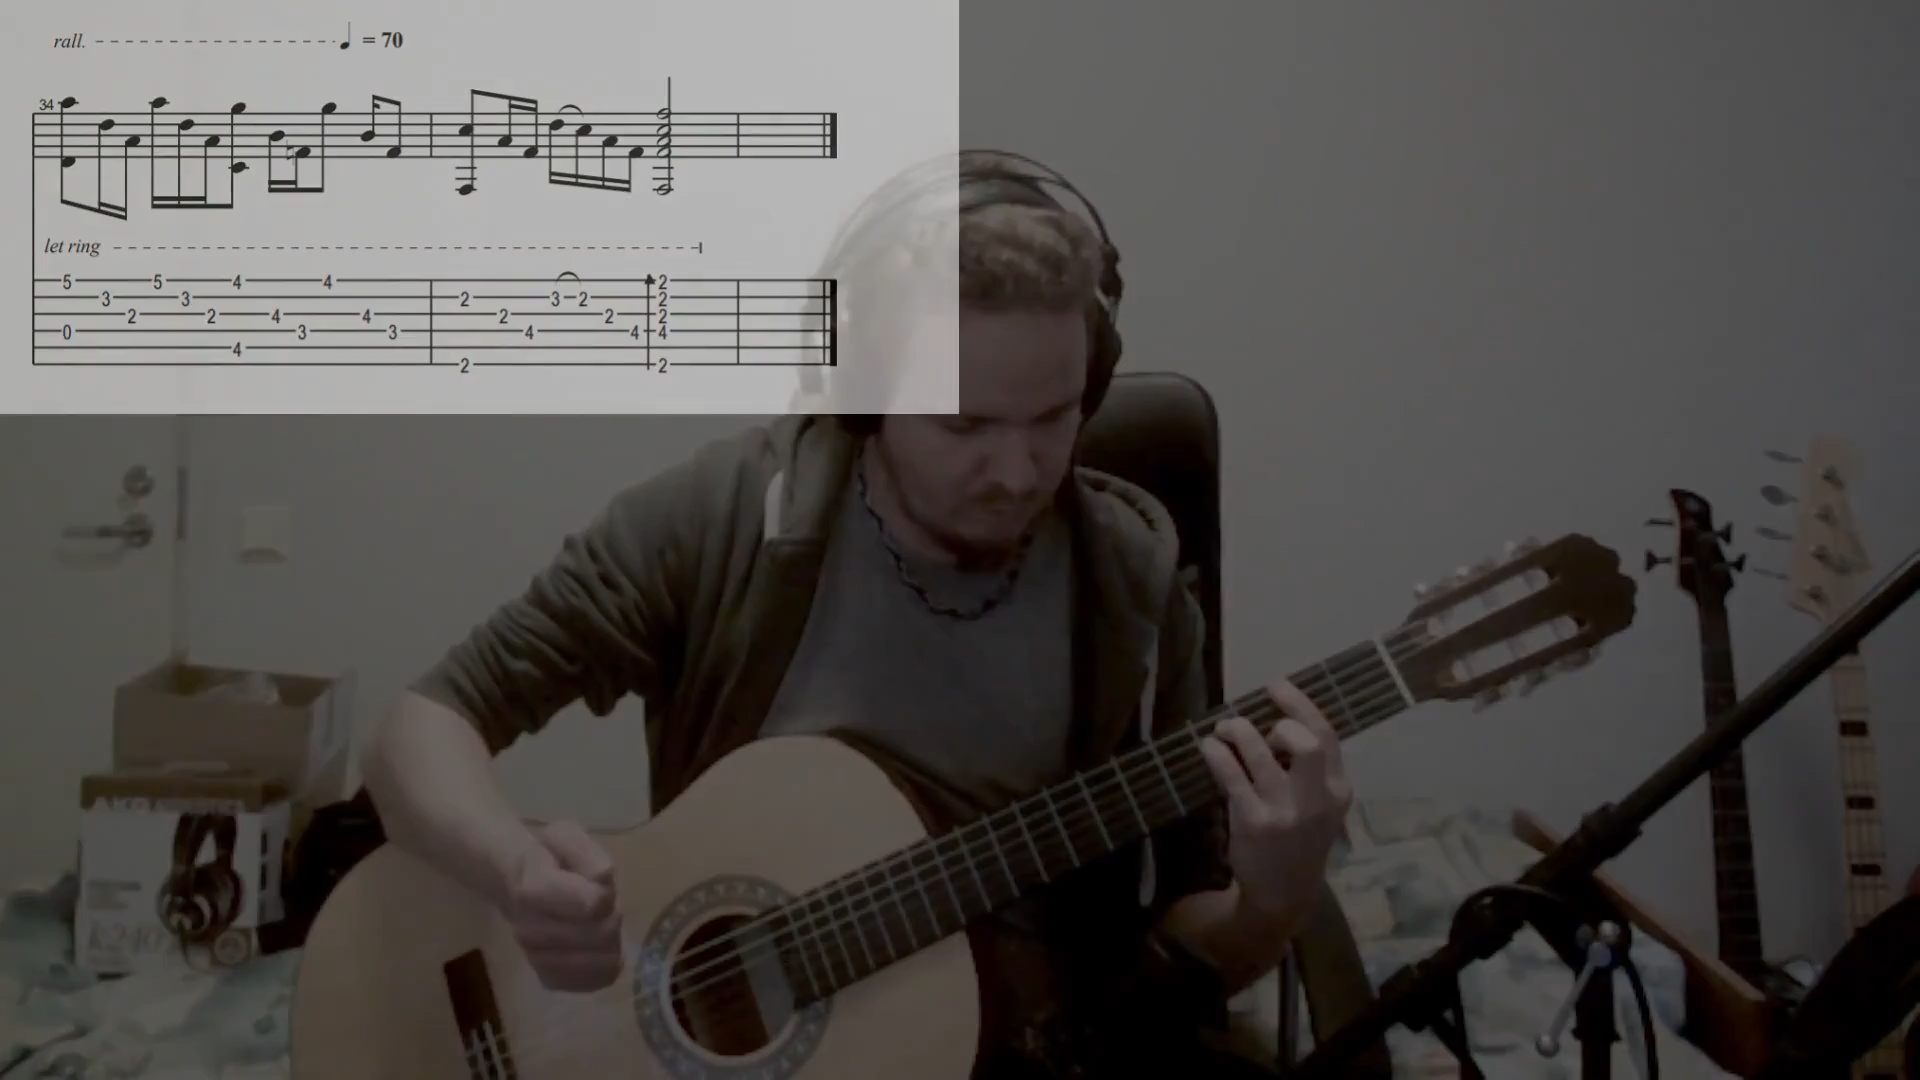 rall. = 70
34
let ring
5 5 4 4 2
3 3 2 3 2 2
2 2 4 4 2 2 2
0 3 3 4 4 4
4
2 2
k240